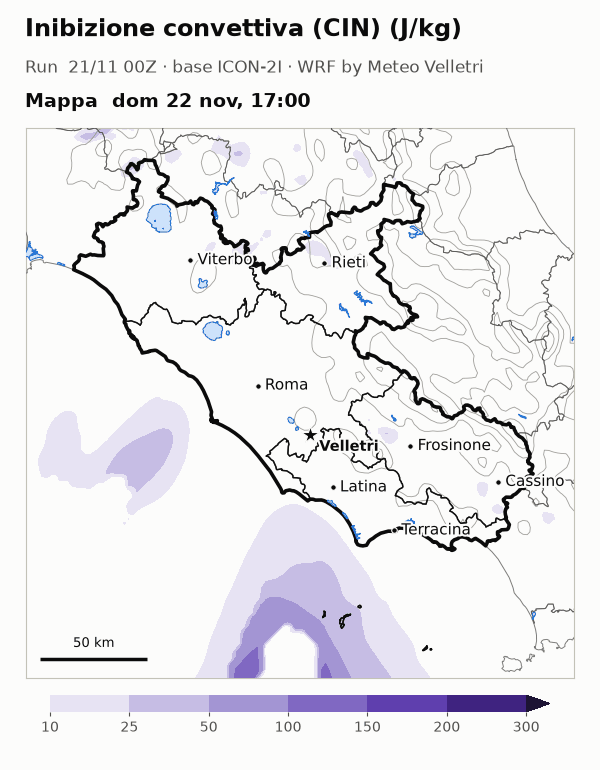 Inibizione convettiva (CIN) (J/kg)
Run  21/11 00Z · base ICON-2I · WRF by Meteo Velletri
Mappa  dom 22 nov, 17:00
Viterbo
Rieti
Roma
Velletri
Frosinone
Latina
Cassino
Terracina
50 km
10 25 50 100 150 200 300